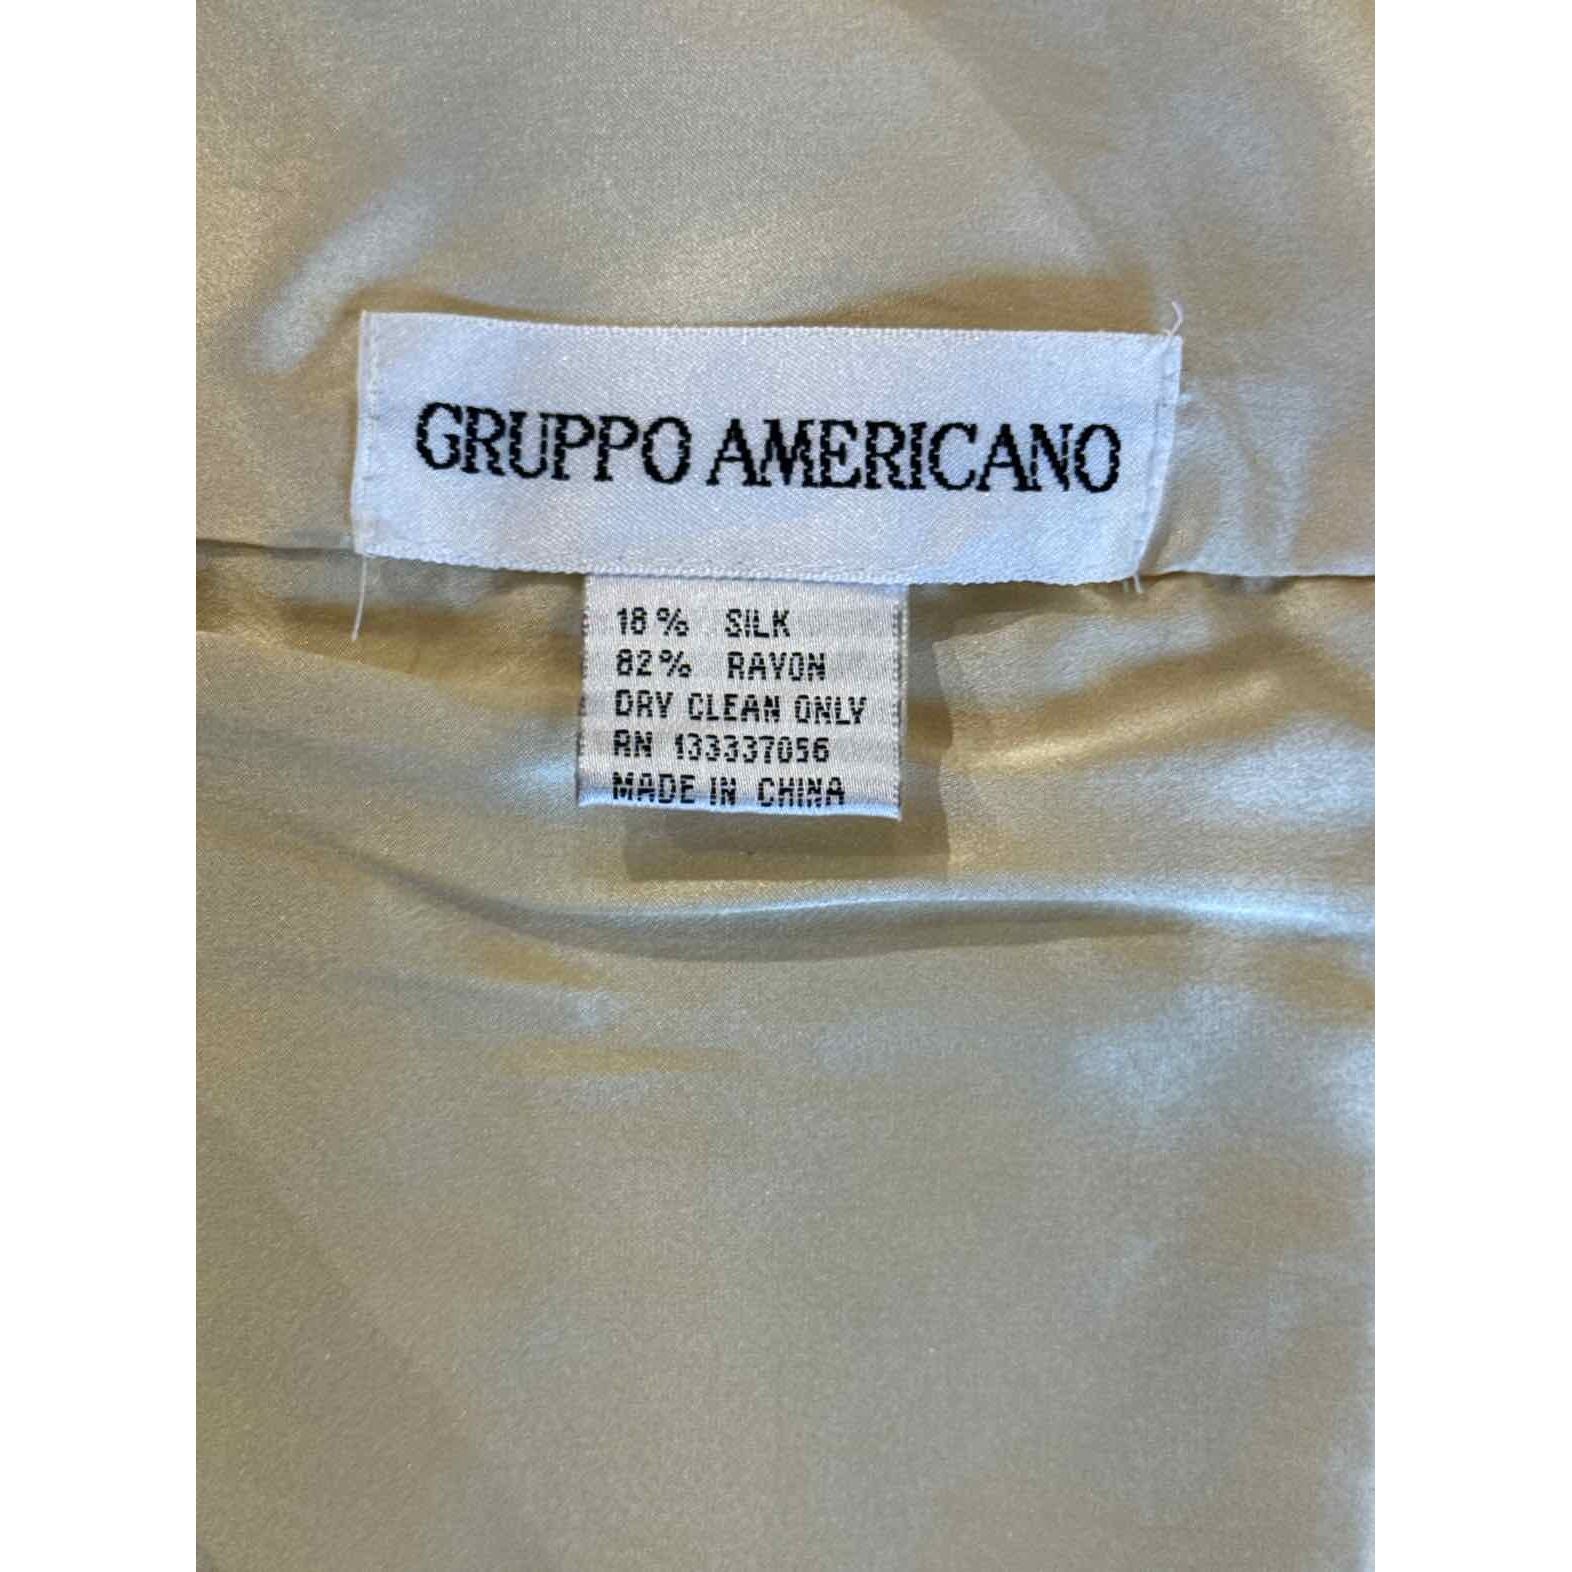 GRUPPO AMERICANO
18% SILK
82% RAYON
DRY CLEAN ONLY
RN 133337056
MADE IN CHINA